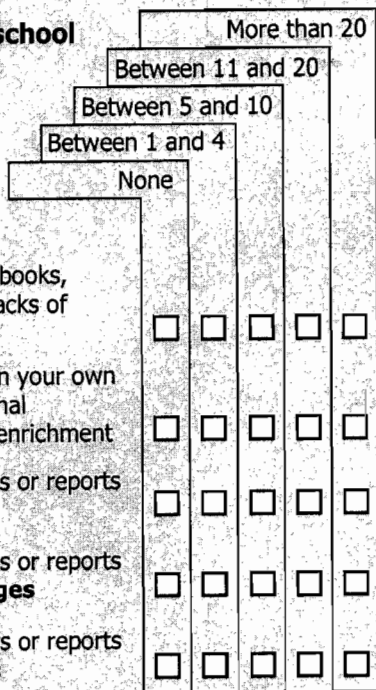 school
More than 20
Between 11 and 20
Between 5 and 10
Between 1 and 4
None
books,
acks of
n your own
nal
enrichment
s or reports
s or reports
ges
s or reports